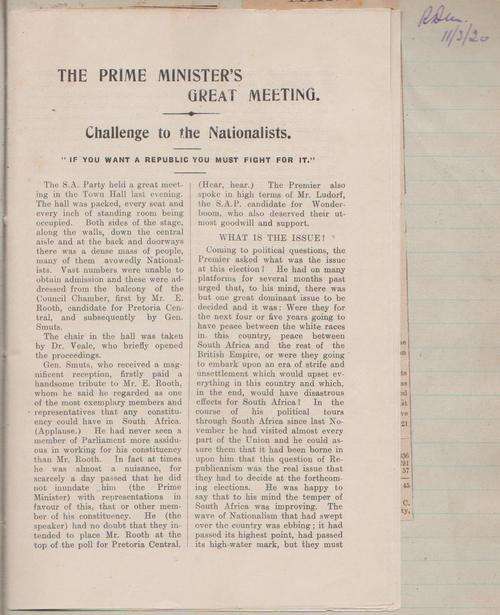 11/3/20
THE PRIME MINISTER'S
GREAT MEETING.
Challenge to the Nationalists.
"IF YOU WANT A REPUBLIC YOU MUST FIGHT FOR IT."
The S.A. Party held a great meet-
ing in the Town Hall last evening.
The hall was packed, every seat and
every inch of standing room being
occupied. Both sides of the stage,
along the walls, down the central
aisle and at the back and doorways
there was a dense mass of people,
many of them avowedly National-
ists. Vast numbers were unable to
obtain admission and these were ad-
dressed from the balcony of the
Council Chamber, first by Mr. E.
Rooth, candidate for Pretoria Cen-
tral, and subsequently by Gen.
Smuts.
The chair in the hall was taken
by Dr. Veale, who briefly opened
the proceedings.
Gen. Smuts, who received a mag-
nificent reception, firstly paid a
handsome tribute to Mr. E. Rooth,
whom he said he regarded as one
of the most exemplary members and
representatives that any constitu-
ency could have in South Africa.
(Applause.) He had never seen a
member of Parliament more assidu-
ous in working for his constituency
than Mr. Rooth. In fact at times
he was almost a nuisance, for
scarcely a day passed that he did
not inundate him (the Prime
Minister) with representations in
favour of this, that or other mem-
ber of his constituency. He (the
speaker) had no doubt that they in-
tended to place Mr. Rooth at the
top of the poll for Pretoria Central.
(Hear, hear.) The Premier also
spoke in high terms of Mr. Ludorf,
the S.A.P. candidate for Wonder-
boom, who also deserved their ut-
most goodwill and support.
WHAT IS THE ISSUE?
Coming to political questions, the
Premier asked what was the issue
at this election? He had on many
platforms for several months past
urged that, to his mind, there was
but one great dominant issue to be
decided and it was: Were they for
the next four or five years going to
have peace between the white races
in this country, peace between
South Africa and the rest of the
British Empire, or were they going
to embark upon an era of strife and
unsettlement which would upset ev-
erything in this country and which,
in the end, would have disastrous
effects for South Africa? In the
course of his political tours
through South Africa since last No-
vember he had visited almost every
part of the Union and he could as-
sure them that it had been borne in
upon him that this question of Re-
publicanism was the real issue that
they had to decide at the forthcom-
ing elections. He was happy to
say that to his mind the temper of
South Africa was improving. The
wave of Nationalism that had swept
over the country was ebbing; it had
passed its highest point, had passed
its high-water mark, but they must